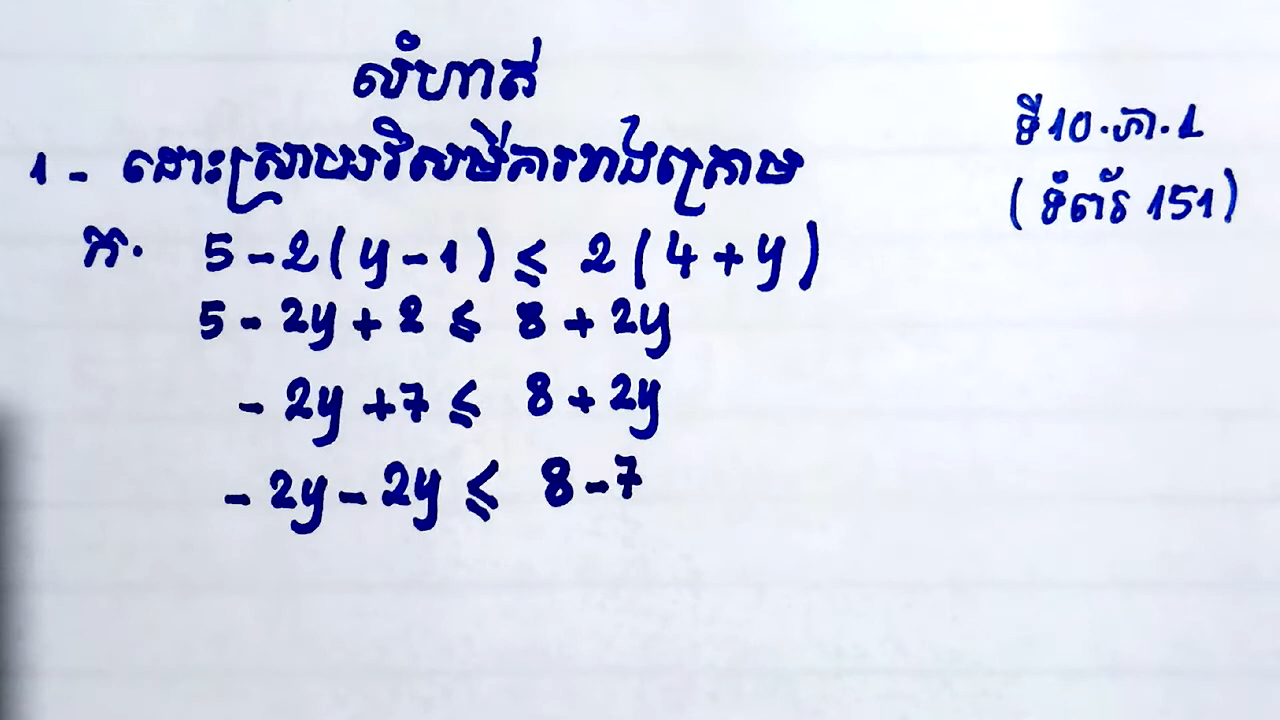 លំហាត់
ទី10.ភា.1
1 - ដោះស្រាយវិសមីការខាងក្រោម
(ទំព័រ 151)
ក. 5 - 2(y - 1) ≤ 2(4 + y)
5 - 2y + 2 ≤ 8 + 2y
- 2y + 7 ≤ 8 + 2y
- 2y - 2y ≤ 8 - 7